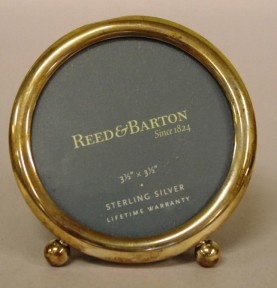 REED & BARTON
Since 1824
3½" x 3½"
•
STERLING SILVER
LIFETIME WARRANTY